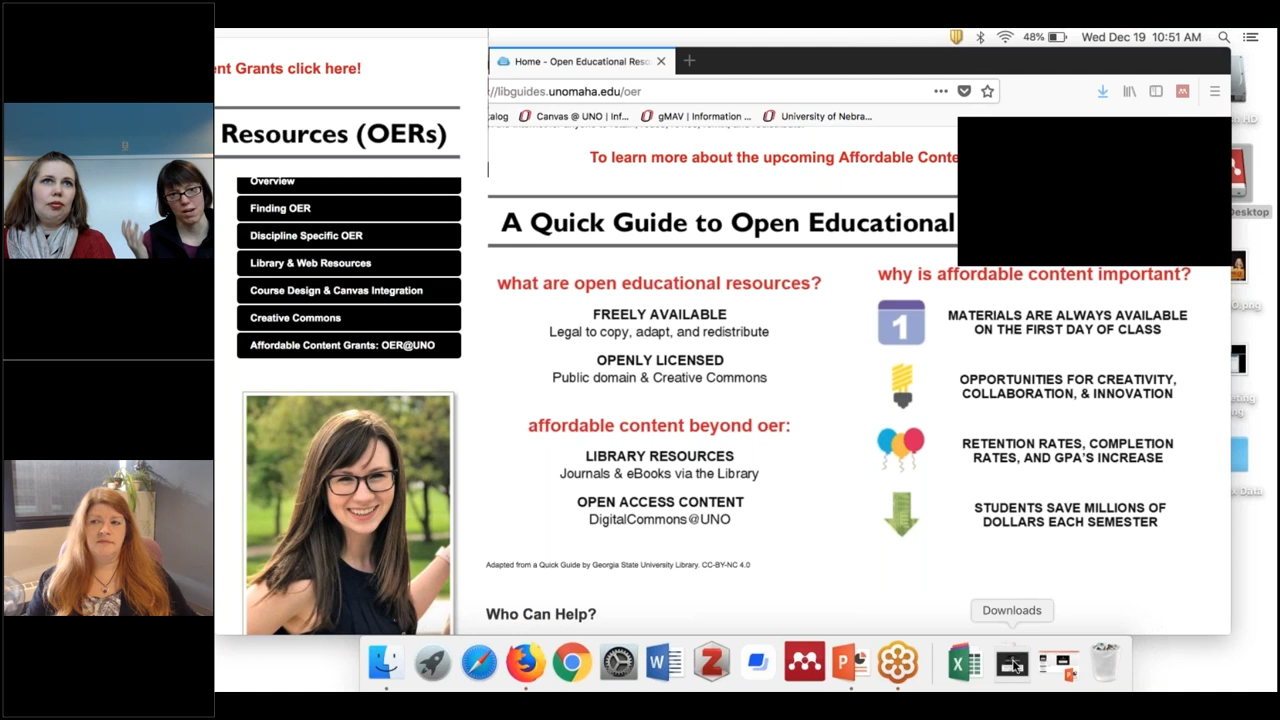 48%
Wed Dec 19 10:51 AM
Home - Open Educational Reso
//libguides.unomaha.edu/oer
alog
Canvas @ UNO | Inf...
gMAV | Information ...
University of Nebra...
ent Grants click here!
To learn more about the upcoming Affordable Conte
Resources (OERs)
Overview
Finding OER
Discipline Specific OER
Library & Web Resources
Course Design & Canvas Integration
Creative Commons
Affordable Content Grants: OER@UNO
A Quick Guide to Open Educational
what are open educational resources?
FREELY AVAILABLE
Legal to copy, adapt, and redistribute
OPENLY LICENSED
Public domain & Creative Commons
affordable content beyond oer:
LIBRARY RESOURCES
Journals & eBooks via the Library
OPEN ACCESS CONTENT
DigitalCommons@UNO
why is affordable content important?
1
MATERIALS ARE ALWAYS AVAILABLE
ON THE FIRST DAY OF CLASS
OPPORTUNITIES FOR CREATIVITY,
COLLABORATION, & INNOVATION
RETENTION RATES, COMPLETION
RATES, AND GPA'S INCREASE
STUDENTS SAVE MILLIONS OF
DOLLARS EACH SEMESTER
Adapted from a Quick Guide by Georgia State University Library. CC-BY-NC 4.0
Who Can Help?
Downloads
HD
Desktop
O.png
Data